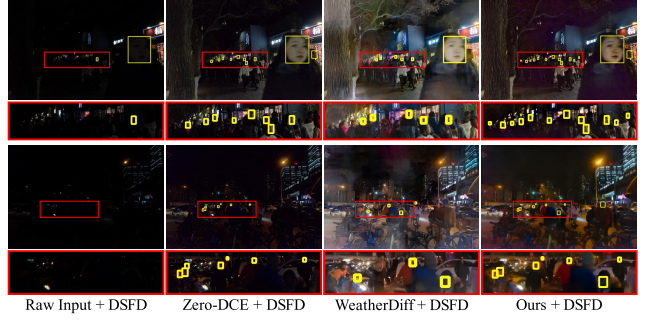 Raw Input + DSFD Zero-DCE + DSFD WeatherDiff + DSFD Ours + DSFD